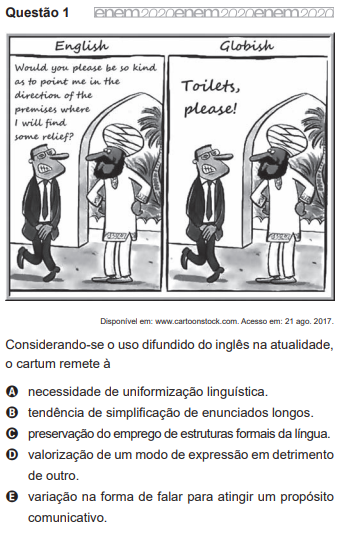 Questão 1
enem2020enem2020enem2020
English
Would you please be so kind
as to point me in the
direction of the
premises where
I will find
some relief?
Globish
Toilets,
please!
Disponível em: www.cartoonstock.com. Acesso em: 21 ago. 2017.
Considerando-se o uso difundido do inglês na atualidade,
o cartum remete à
A necessidade de uniformização linguística.
B tendência de simplificação de enunciados longos.
C preservação do emprego de estruturas formais da língua.
D valorização de um modo de expressão em detrimento
de outro.
E variação na forma de falar para atingir um propósito
comunicativo.